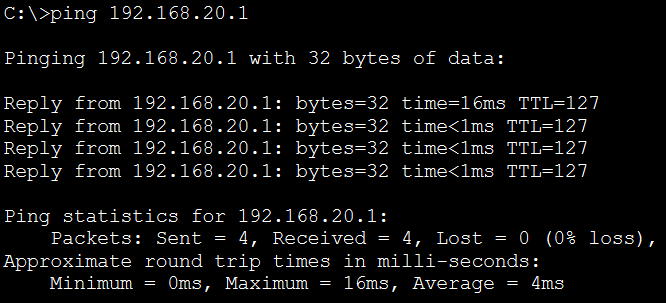 C:\>ping 192.168.20.1
Pinging 192.168.20.1 with 32 bytes of data:
Reply from 192.168.20.1: bytes=32 time=16ms TTL=127
Reply from 192.168.20.1: bytes=32 time<1ms TTL=127
Reply from 192.168.20.1: bytes=32 time<1ms TTL=127
Reply from 192.168.20.1: bytes=32 time<1ms TTL=127
Ping statistics for 192.168.20.1:
    Packets: Sent = 4, Received = 4, Lost = 0 (0% loss),
Approximate round trip times in milli-seconds:
    Minimum = 0ms, Maximum = 16ms, Average = 4ms